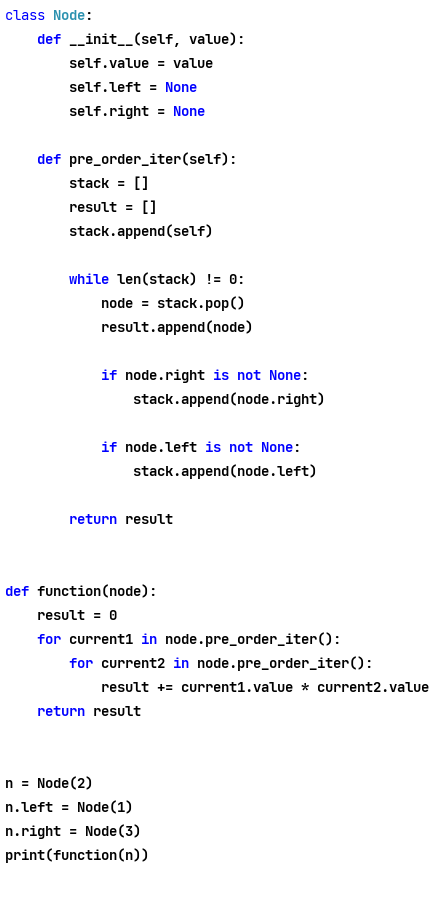 class Node:
    def __init__(self, value):
        self.value = value
        self.left = None
        self.right = None

    def pre_order_iter(self):
        stack = []
        result = []
        stack.append(self)

        while len(stack) != 0:
            node = stack.pop()
            result.append(node)

            if node.right is not None:
                stack.append(node.right)

            if node.left is not None:
                stack.append(node.left)

        return result


def function(node):
    result = 0
    for current1 in node.pre_order_iter():
        for current2 in node.pre_order_iter():
            result += current1.value * current2.value
    return result


n = Node(2)
n.left = Node(1)
n.right = Node(3)
print(function(n))